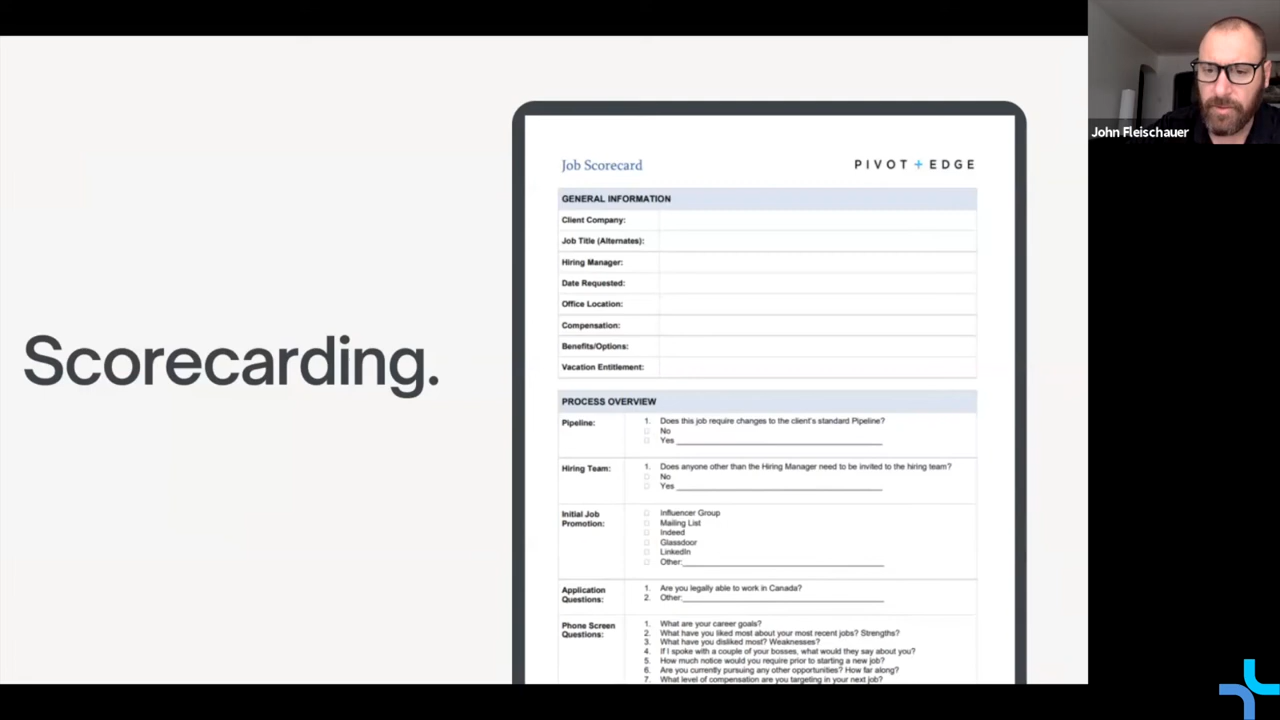 Scorecarding.
Job Scorecard
PIVOT + EDGE
GENERAL INFORMATION
Client Company:
Job Title (Alternates):
Hiring Manager:
Date Requested:
Office Location:
Compensation:
Benefits/Options:
Vacation Entitlement:
PROCESS OVERVIEW
Pipeline:
1. Does this job require changes to the client's standard Pipeline?
No
Yes
Hiring Team:
1. Does anyone other than the Hiring Manager need to be invited to the hiring team?
No
Yes
Initial Job
Promotion:
Influencer Group
Mailing List
Indeed
Glassdoor
LinkedIn
Other:
Application
Questions:
1. Are you legally able to work in Canada?
2. Other:
Phone Screen
Questions:
1. What are your career goals?
2. What have you liked most about your most recent jobs? Strengths?
3. What have you disliked most? Weaknesses?
4. If I spoke with a couple of your bosses, what would they say about you?
5. How much notice would you require prior to starting a new job?
6. Are you currently pursuing any other opportunities? How far along?
7. What level of compensation are you targeting in your next job?
John Fleischauer